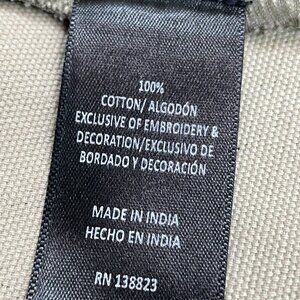 100%
COTTON/ ALGODÓN
EXCLUSIVE OF EMBROIDERY &
DECORATION/EXCLUSIVO DE
BORDADO Y DECORACIÓN
MADE IN INDIA
HECHO EN INDIA
RN 138823